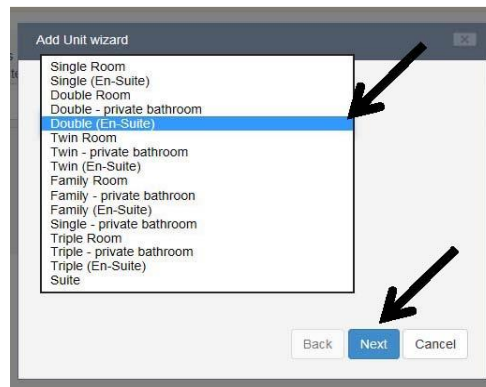 Add Unit wizard
Single Room
Single (En-Suite)
Double Room
Double - private bathroom
Double (En-Suite)
Twin Room
Twin - private bathroom
Twin (En-Suite)
Family Room
Family - private bathroon
Family (En-Suite)
Single - private bathroom
Triple Room
Triple - private bathroom
Triple (En-Suite)
Suite
Back Next Cancel